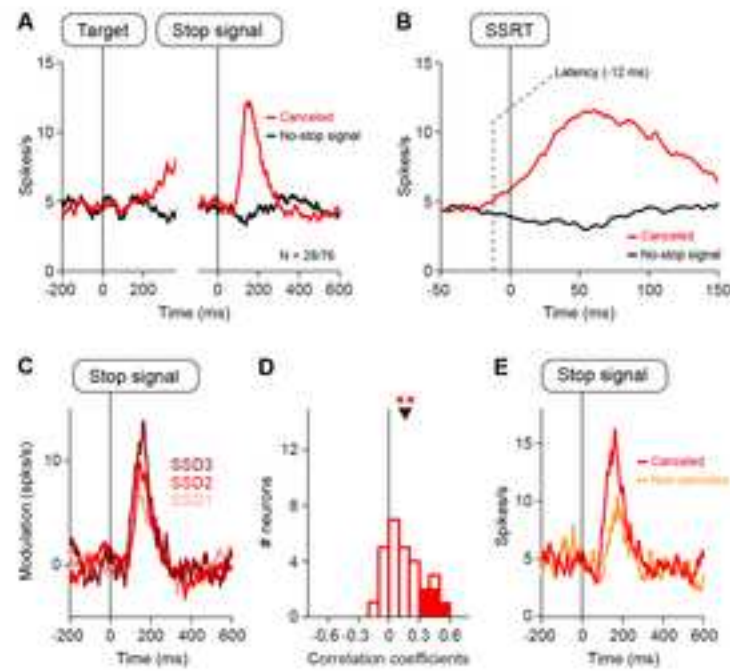 A
Target
Stop signal
15
10
5
0
Spikes/s
Canceled
No-stop signal
N = 28/76
-200 0 200
-200 0 200 400 600
Time (ms)
B
SSRT
Latency (-12 ms)
15
10
5
0
Spikes/s
Canceled
No-stop signal
-50 0 50 100 150
Time (ms)
C
Stop signal
10
0
Modulation (spk/s)
SSD3
SSD2
SSD1
-200 0 200 400 600
Time (ms)
D
**
12
8
4
0
# neurons
-0.6 -0.3 0 0.3 0.6
Correlation coefficients
E
Stop signal
15
10
5
0
Spikes/s
Canceled
-200 0 200 400 600
Time (ms)